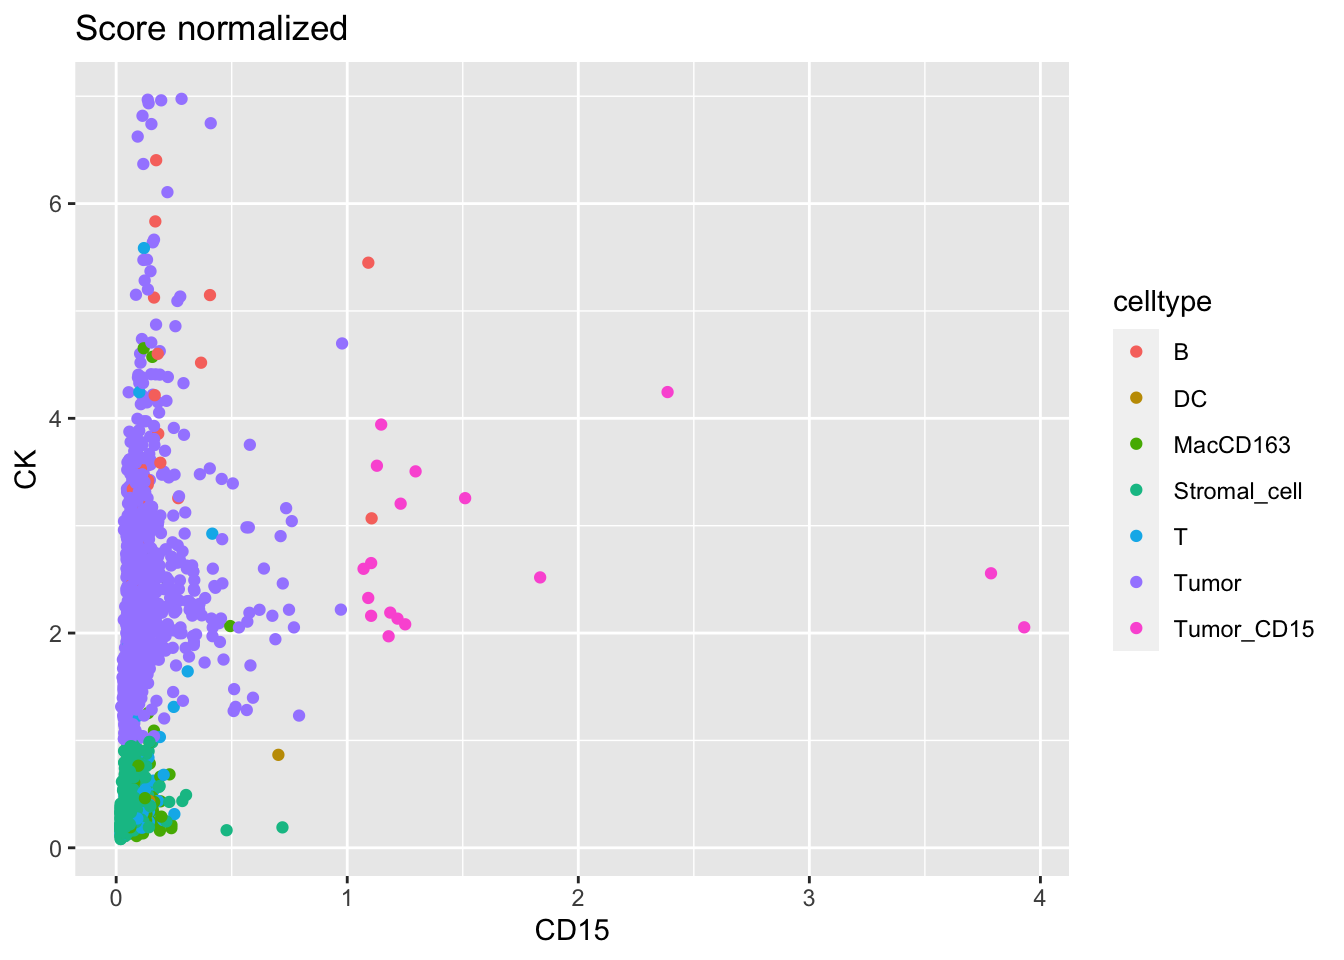 Score normalized
CK
6
4
2
0
0 1 2 3 4
CD15
celltype
B
DC
MacCD163
Stromal_cell
T
Tumor
Tumor_CD15